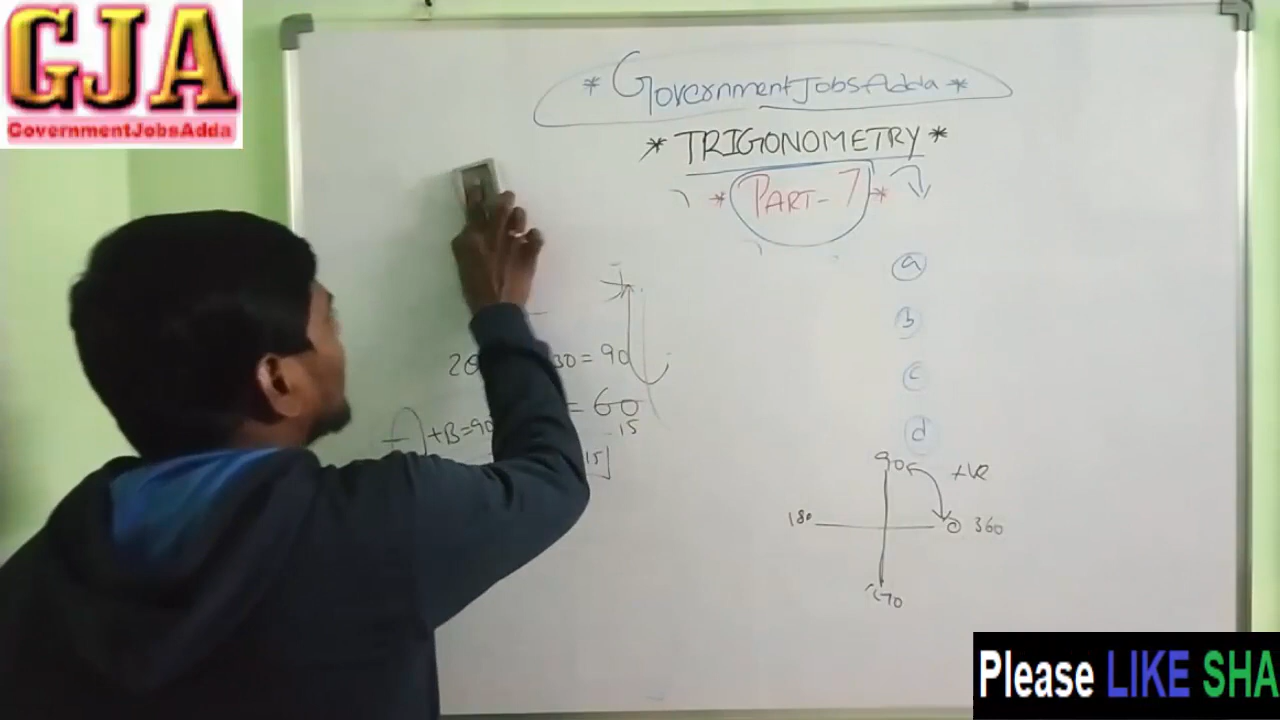 GJA
GovernmentJobsAdda
* GovernmentJobsAdda *
* TRIGONOMETRY *
* PART-7 *
a
b
c
d
20
30 = 90
= 60
15
+B=90
15
90
+ve
180
0 360
270
Please LIKE SHA